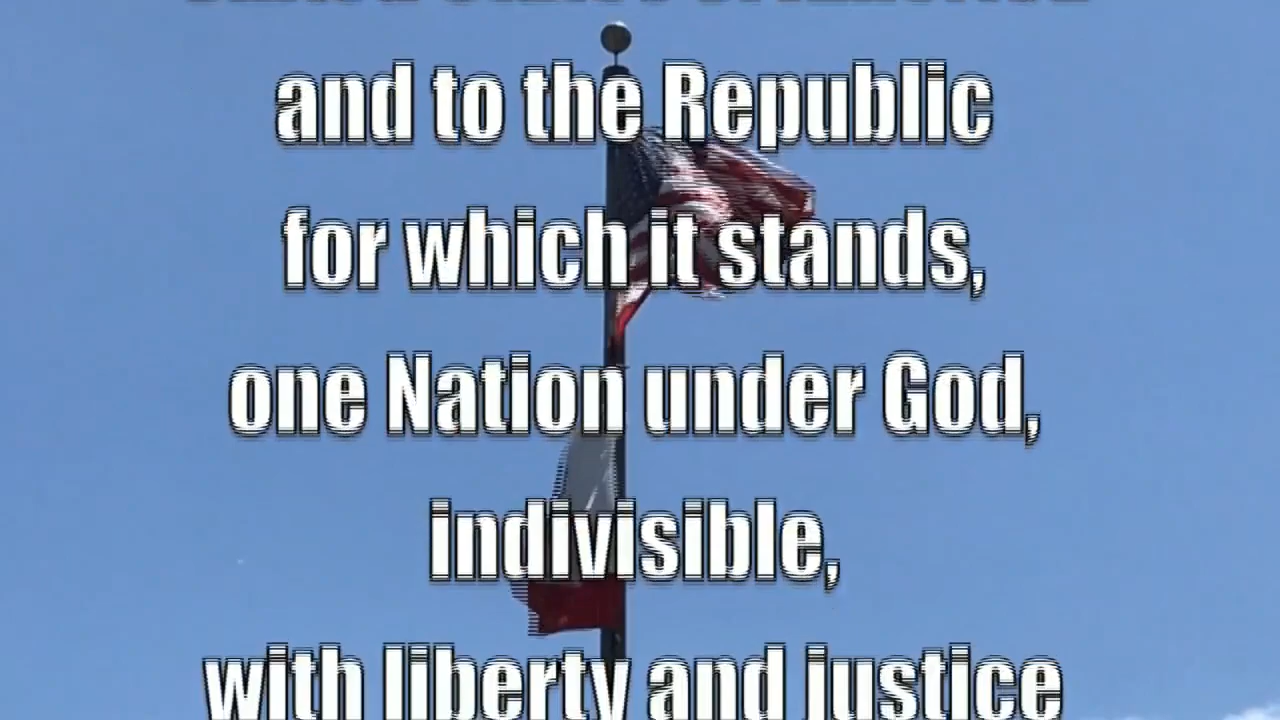 and to the Republic
for which it stands,
one Nation under God,
indivisible,
with liberty and justice